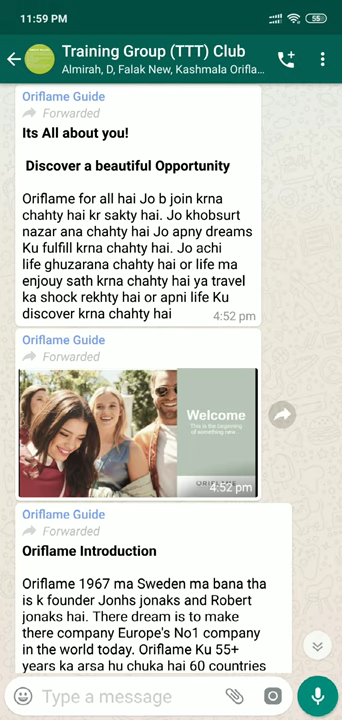 11:59 PM
55
Training Group (TTT) Club
Almirah, D, Falak New, Kashmala Orifla...
Oriflame Guide
Forwarded
Its All about you!
Discover a beautiful Opportunity
Oriflame for all hai Jo b join krna
chahty hai kr sakty hai. Jo khobsurt
nazar ana chahty hai Jo apny dreams
Ku fulfill krna chahty hai. Jo achi
life ghuzarana chahty hai or life ma
enjouy sath krna chahty hai ya travel
ka shock rekhty hai or apni life Ku
discover krna chahty hai
4:52 pm
Oriflame Guide
Forwarded
Welcome
This is the beginning
of something new.
ORIFLAME
4:52 pm
Oriflame Guide
Forwarded
Oriflame Introduction
Oriflame 1967 ma Sweden ma bana tha
is k founder Jonhs jonaks and Robert
jonaks hai. There dream is to make
there company Europe's No1 company
in the world today. Oriflame Ku 55+
years ka arsa hu chuka hai 60 countries
Type a message